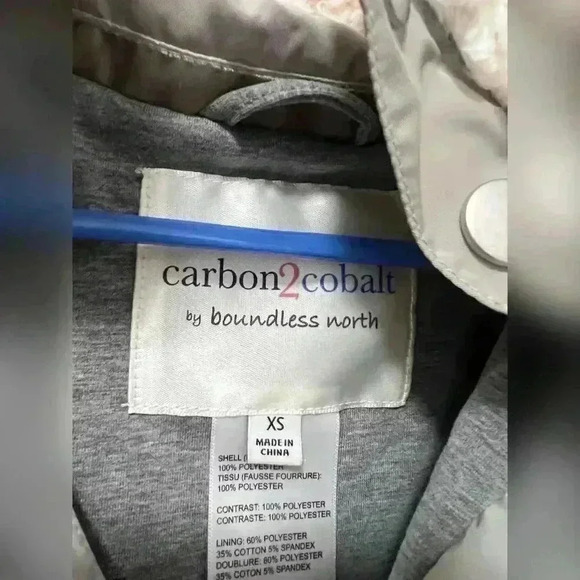 carbon2cobalt
by boundless north
XS
MADE IN
CHINA
SHELL
100% POLYESTER
TISSU (FAUSSE FOURRURE):
100% POLYESTER
CONTRAST: 100% POLYESTER
CONTRASTE: 100% POLYESTER
LINING: 60% POLYESTER
35% COTTON 5% SPANDEX
DOUBLURE: 60% POLYESTER
35% COTON 5% SPANDEX